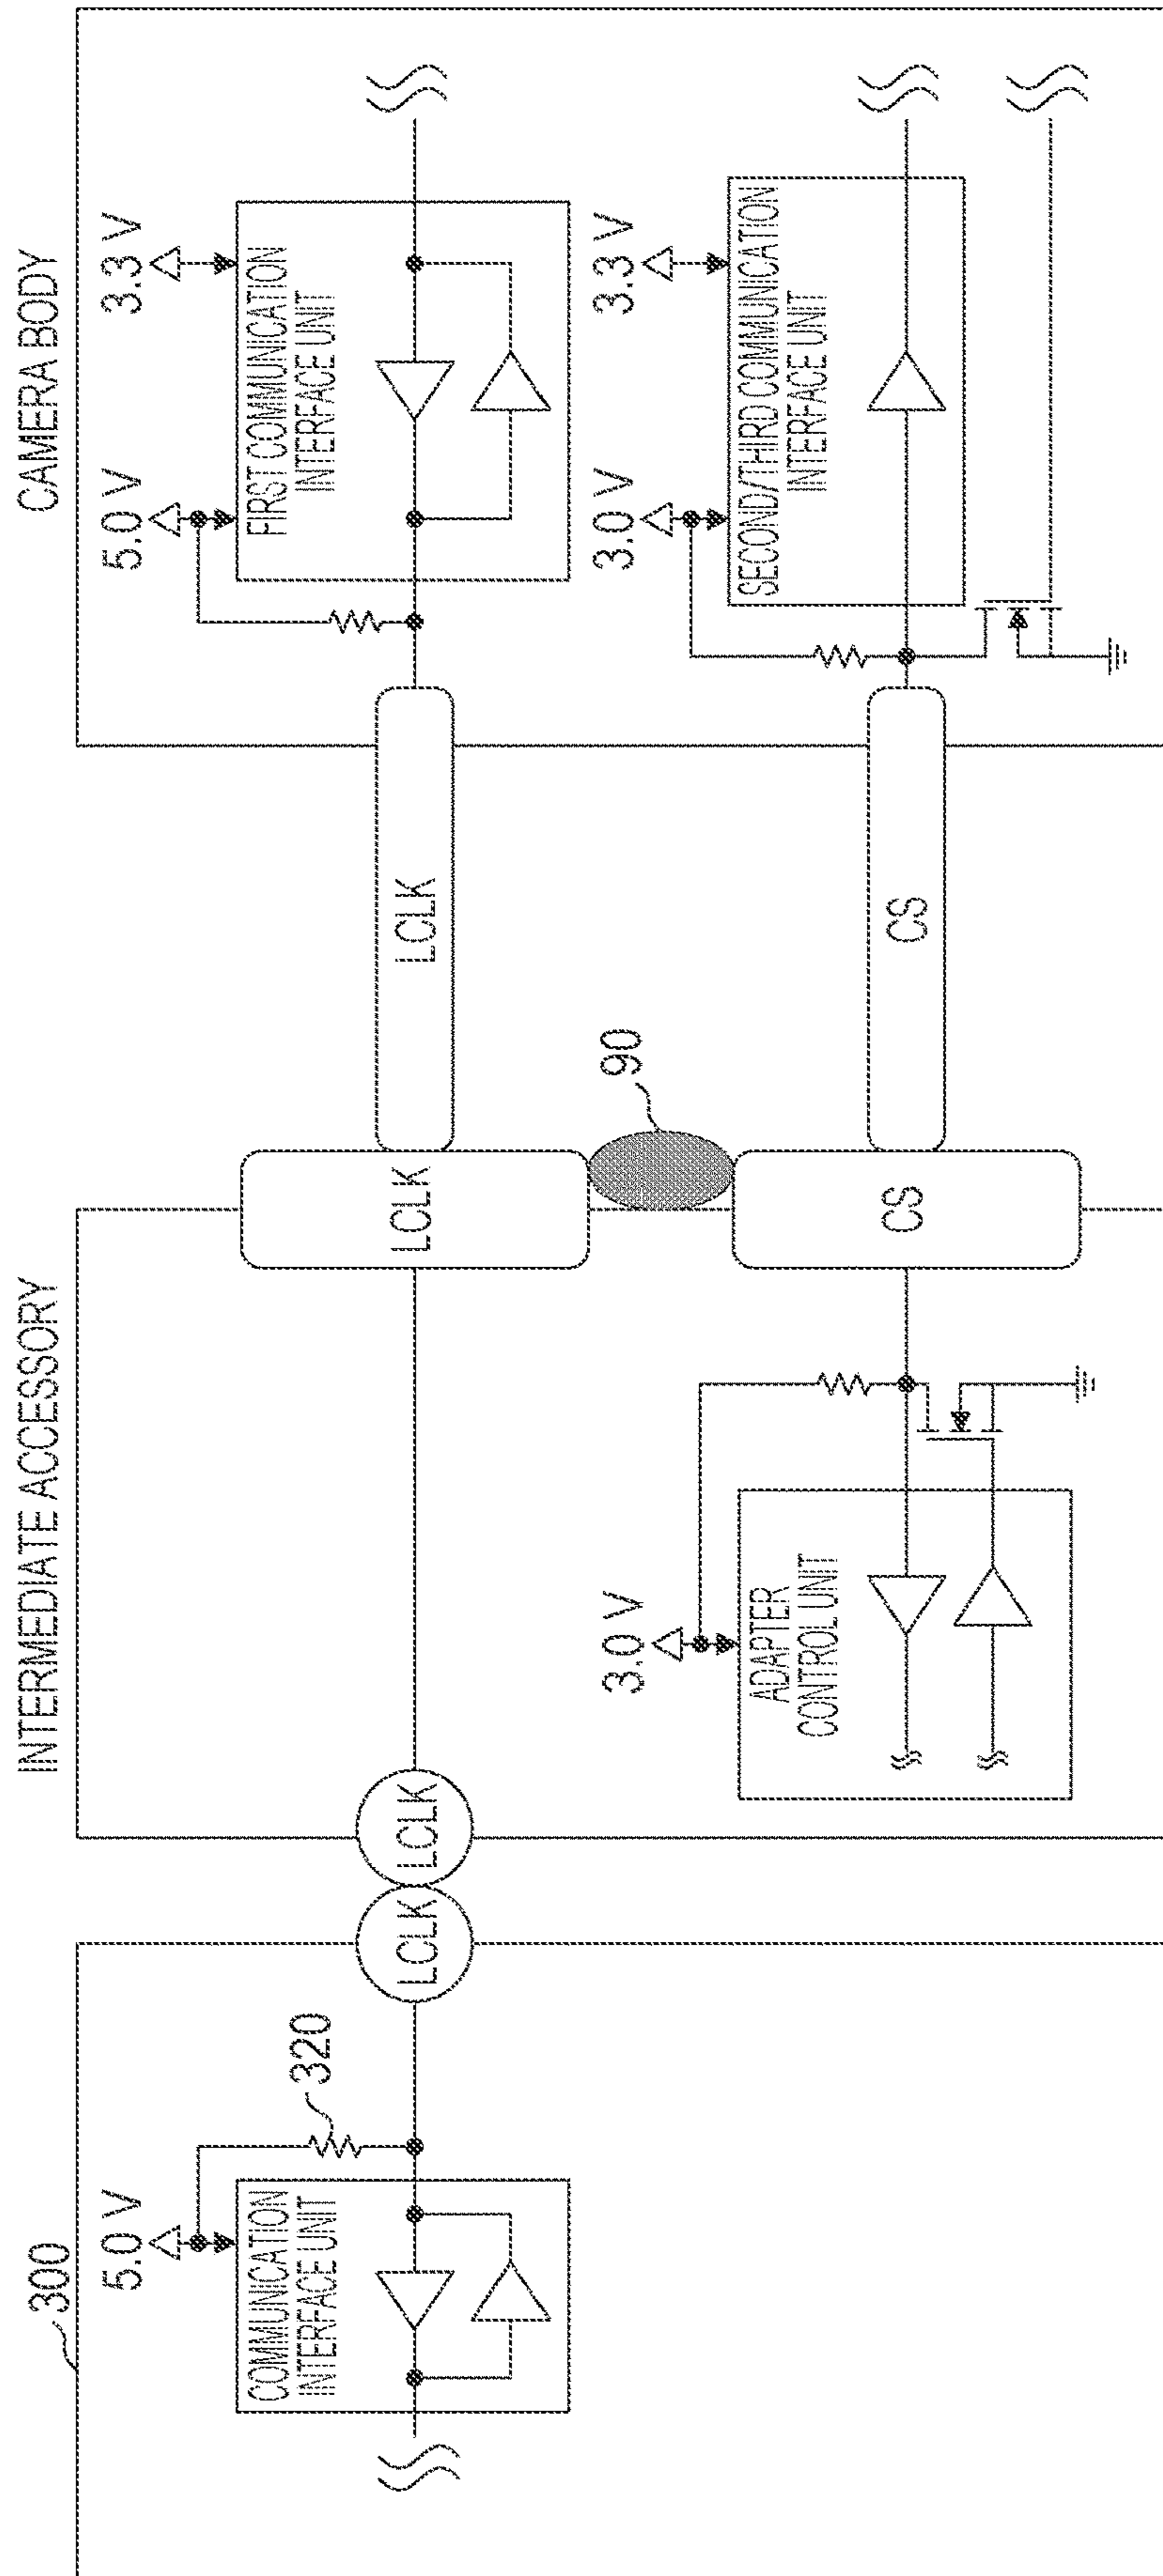 300
5.0 V
320
COMMUNICATION
INTERFACE UNIT
LCLK
INTERMEDIATE ACCESSORY
LCLK
3.0 V
ADAPTER
CONTROL UNIT
LCLK
CS
90
CAMERA BODY
LCLK
CS
5.0 V
3.3 V
FIRST COMMUNICATION
INTERFACE UNIT
3.0 V
3.3 V
SECOND/THIRD COMMUNICATION
INTERFACE UNIT